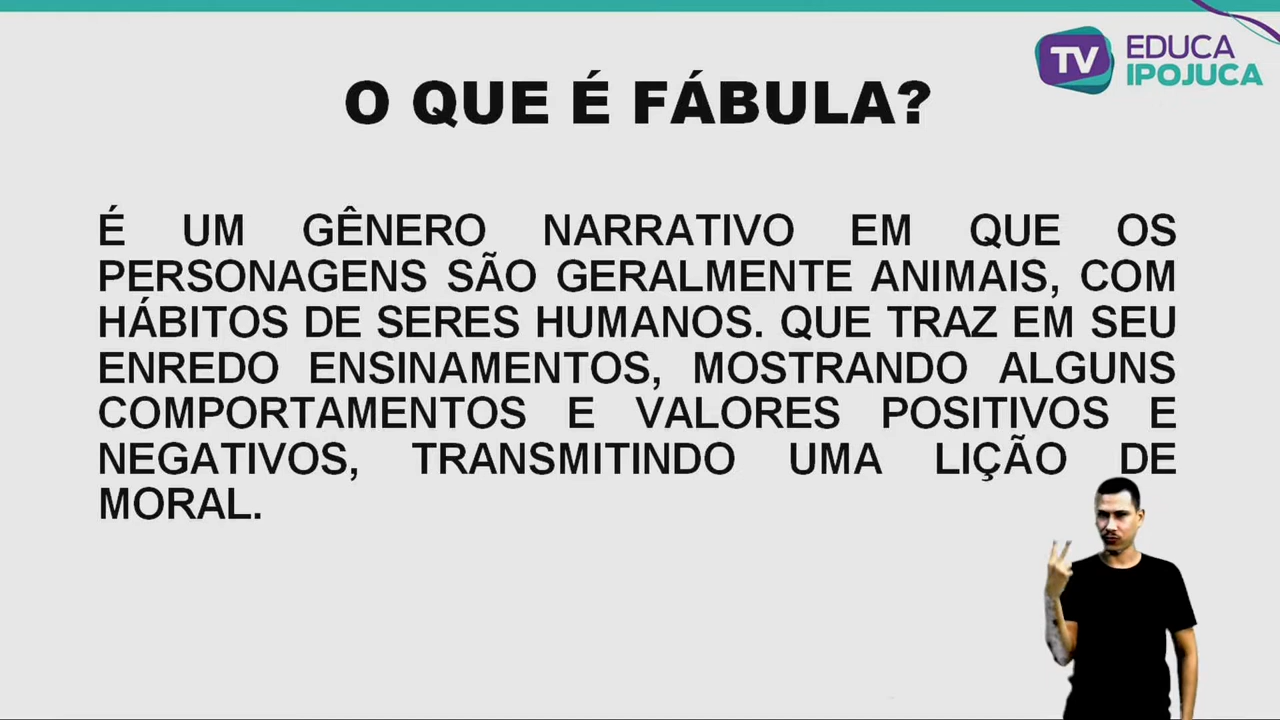 TV EDUCA
IPOJUCA
O QUE É FÁBULA?
É UM GÊNERO NARRATIVO EM QUE OS
PERSONAGENS SÃO GERALMENTE ANIMAIS, COM
HÁBITOS DE SERES HUMANOS. QUE TRAZ EM SEU
ENREDO ENSINAMENTOS, MOSTRANDO ALGUNS
COMPORTAMENTOS E VALORES POSITIVOS E
NEGATIVOS, TRANSMITINDO UMA LIÇÃO DE
MORAL.